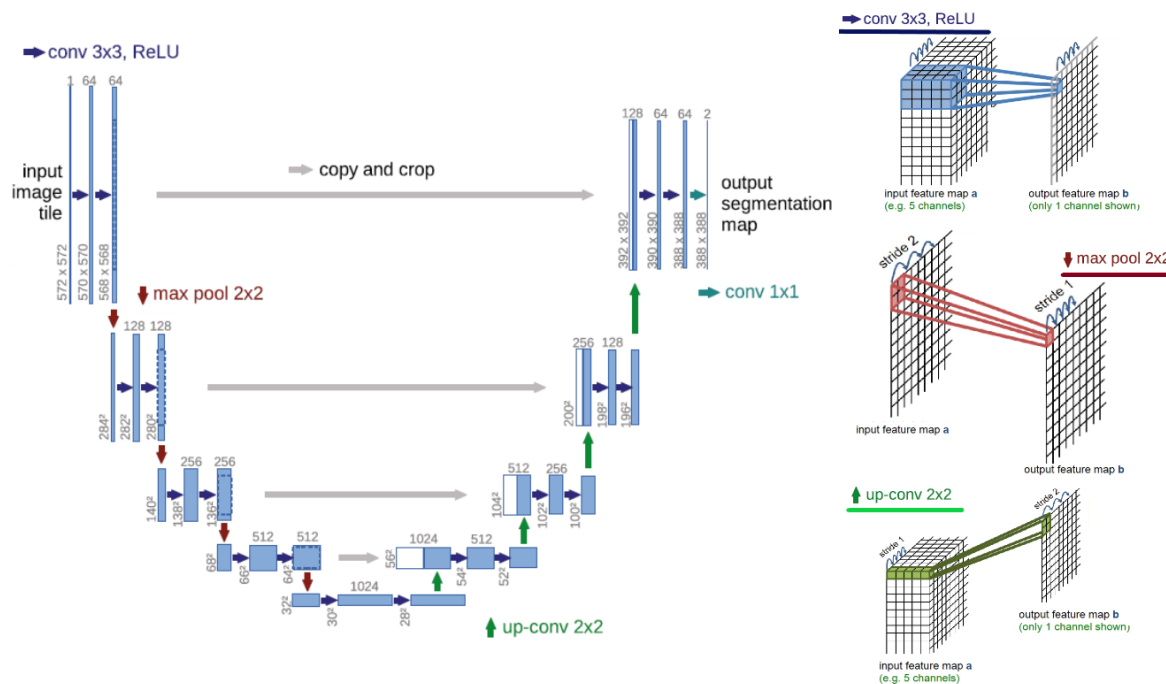 conv 3x3, ReLU
1 64 64
input
image
tile
572 x 572
570 x 570
568 x 568
copy and crop
128 64 64 2
output
segmentation
map
392 x 392
390 x 390
388 x 388
388 x 388
max pool 2x2
conv 1x1
128 128
284²
282²
280²
256 128
200²
198²
196²
256 256
140²
138²
136²
512 256
104²
102²
100²
512 512
68²
66²
64²
1024 512
56²
54²
52²
1024
32²
30²
28²
up-conv 2x2
conv 3x3, ReLU
input feature map a
(e.g. 5 channels)
output feature map b
(only 1 channel shown)
stride 2
max pool 2x2
stride 1
input feature map a
output feature map b
up-conv 2x2
stride 2
stride 1
output feature map b
(only 1 channel shown)
input feature map a
(e.g. 5 channels)